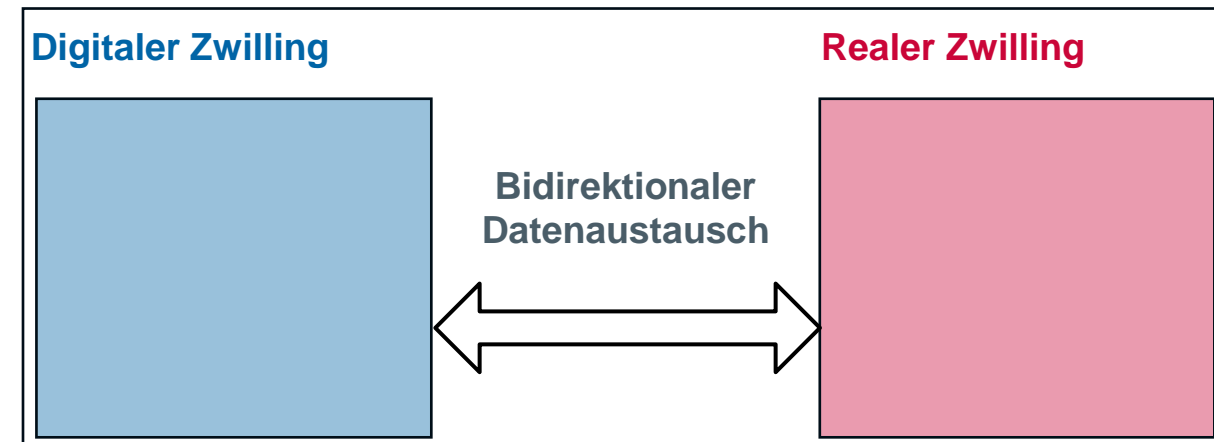 Digitaler Zwilling
Realer Zwilling
Bidirektionaler
Datenaustausch